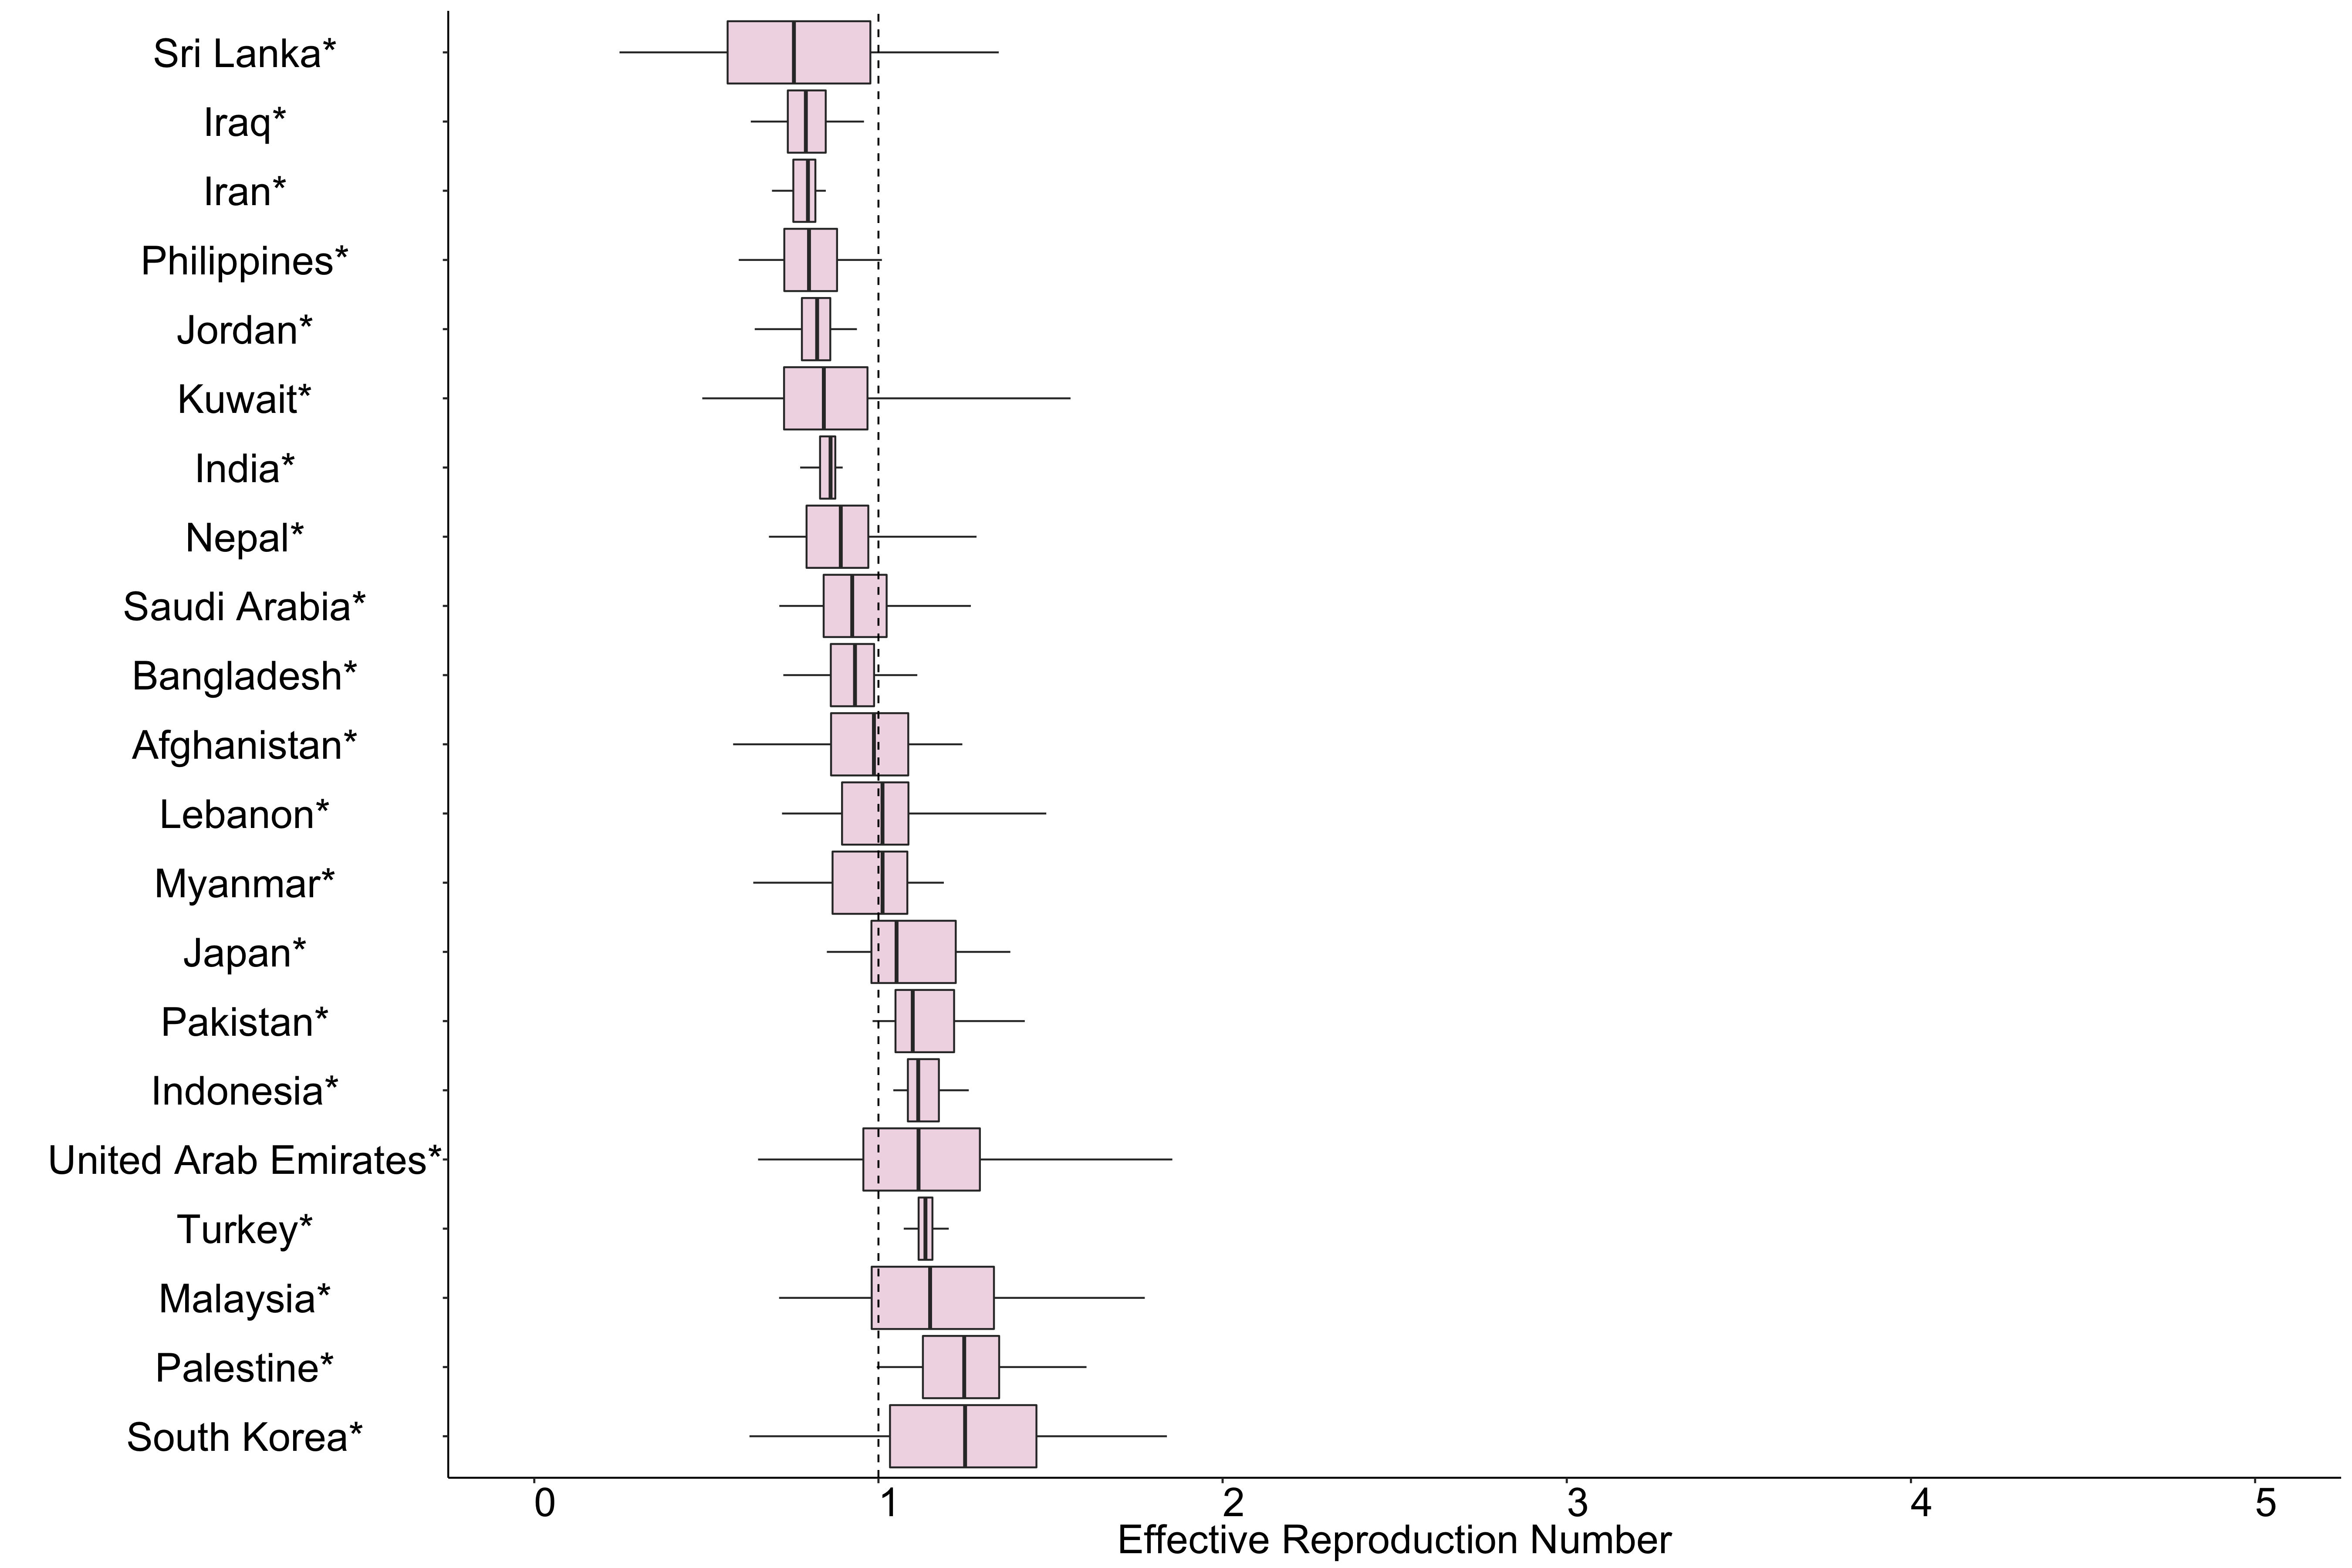 Sri Lanka*
Iraq*
Iran*
Philippines*
Jordan*
Kuwait*
India*
Nepal*
Saudi Arabia*
Bangladesh*
Afghanistan*
Lebanon*
Myanmar*
Japan*
Pakistan*
Indonesia*
United Arab Emirates*
Turkey*
Malaysia*
Palestine*
South Korea*
0 1 2 3 4 5
Effective Reproduction Number